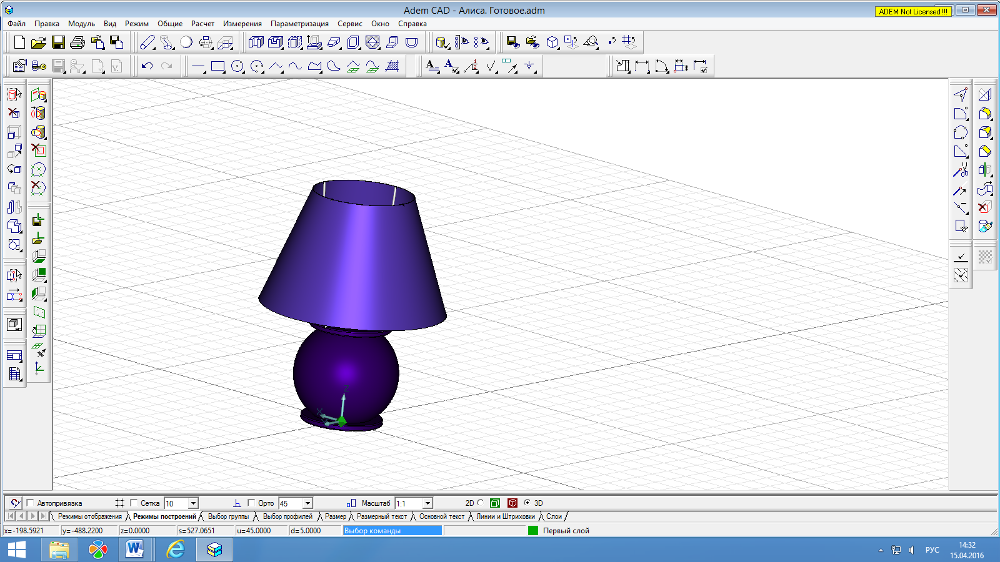 Adem CAD - Алиса. Готовое.adm
ADEM Not Licensed !!!
Файл Правка Модуль Вид Режим Общие Расчет Измерения Параметризация Сервис Окно Справка
Z
X
Автопривязка Сетка 10 Орто 45 Масштаб 1:1 2D 3D
Режимы отображения Режимы построений Выбор группы Выбор профилей Размер Размерный текст Основной текст Линии и Штриховки Слои
x=-198.5921 y=-488.2200 z=0.0000 s=527.0651 u=45.0000 d=5.0000 Выбор команды Первый слой
РУС 14:32
15.04.2016